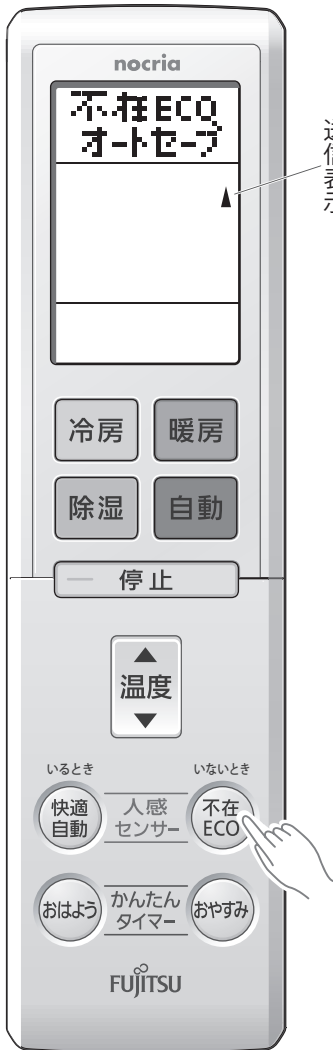 nocria
不在ECO
オートセーブ
送信表示
冷房
暖房
除湿
自動
停止
温度
いるとき
いないとき
快適
自動
人感
センサー
不在
ECO
おはよう
かんたん
タイマー
おやすみ
FUJITSU